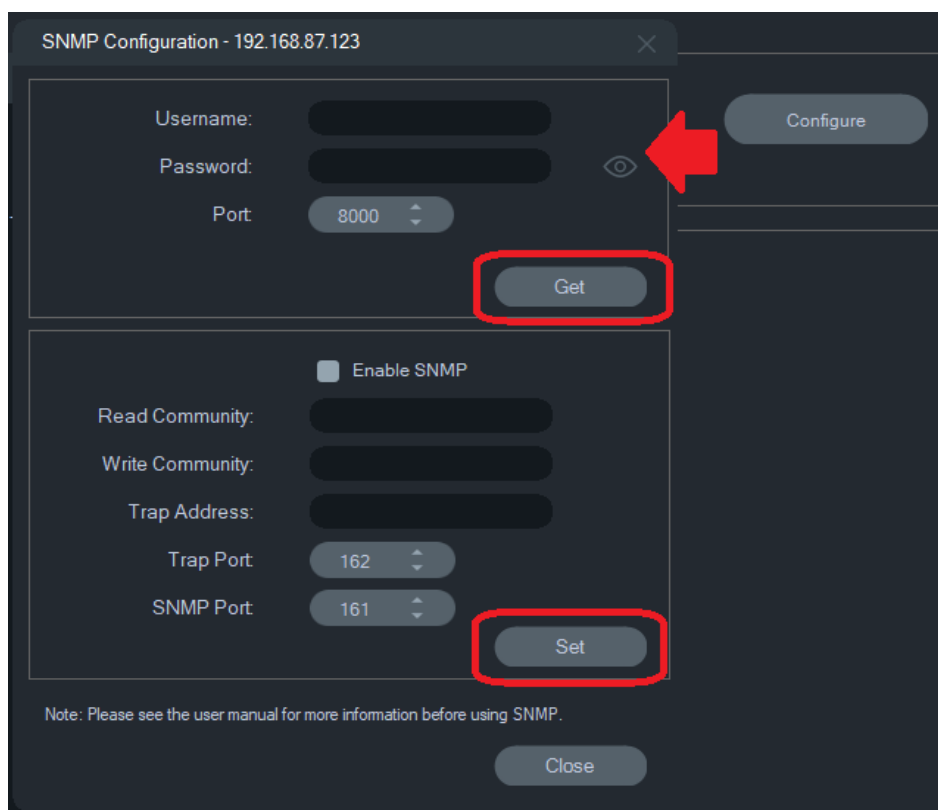 SNMP Configuration - 192.168.87.123
Username:
Configure
Password:
Port
8000
Get
Enable SNMP
Read Community:
Write Community:
Trap Address:
Trap Port
162
SNMP Port
161
Set
Note: Please see the user manual for more information before using SNMP.
Close